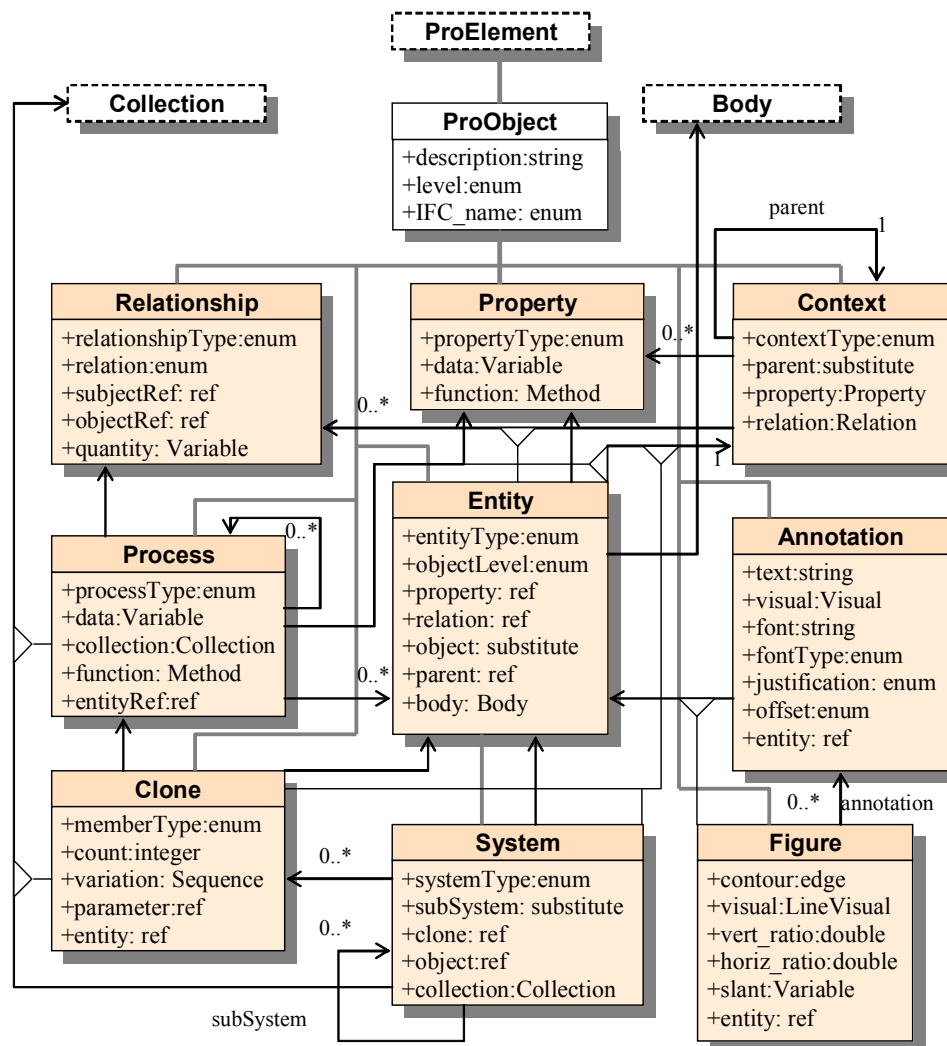 ProElement
Collection
Body
ProObject
+description:string
+level:enum
+IFC_name: enum
parent
1
Relationship
+relationshipType:enum
+relation:enum
+subjectRef: ref
+objectRef: ref
+quantity: Variable
0..*
Property
+propertyType:enum
+data:Variable
+function: Method
0..*
Context
+contextType:enum
+parent:substitute
+property:Property
+relation:Relation
1
Process
+processType:enum
+data:Variable
+collection:Collection
+function: Method
+entityRef:ref
0..*
0..*
Entity
+entityType:enum
+objectLevel:enum
+property: ref
+relation: ref
+object: substitute
+parent: ref
+body: Body
Annotation
+text:string
+visual:Visual
+font:string
+fontType:enum
+justification: enum
+offset:enum
+entity: ref
Clone
+memberType:enum
+count:integer
+variation: Sequence
+parameter:ref
+entity: ref
0..*
0..*
subSystem
System
+systemType:enum
+subSystem: substitute
+clone: ref
+object:ref
+collection:Collection
0..*
annotation
Figure
+contour:edge
+visual:LineVisual
+vert_ratio:double
+horiz_ratio:double
+slant:Variable
+entity: ref